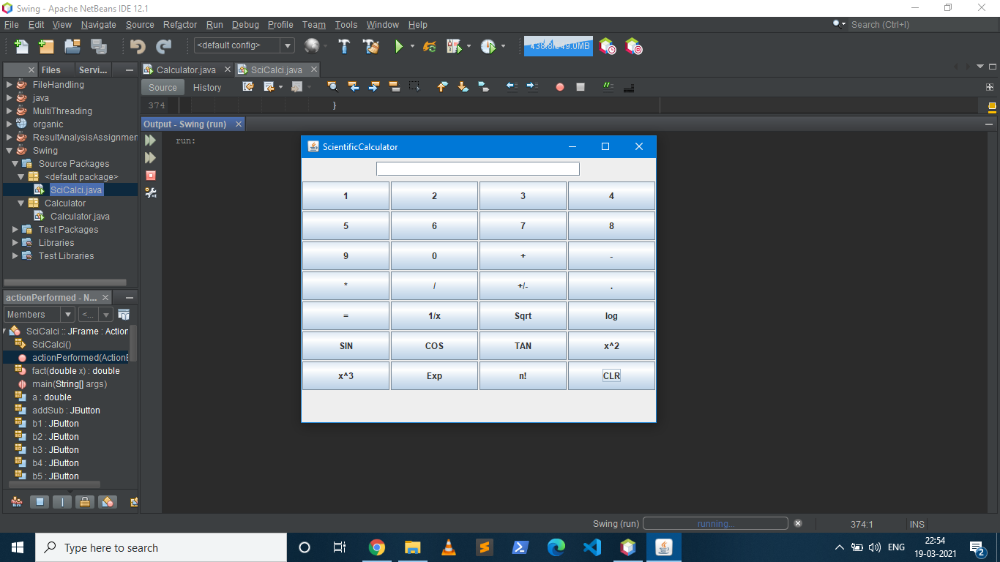 Swing - Apache NetBeans IDE 12.1
File Edit View Navigate Source Refactor Run Debug Profile Team Tools Window Help
Search (Ctrl+I)
<default config>
Files Servi...
Calculator.java SciCalci.java
Source History
374 }
Output - Swing (run)
run:
FileHandling
java
MultiThreading
organic
ResultAnalysisAssignmen
Swing
Source Packages
<default package>
SciCalci.java
Calculator
Calculator.java
Test Packages
Libraries
Test Libraries
actionPerformed - N...
Members <...
SciCalci :: JFrame : Action
SciCalci()
actionPerformed(ActionE
fact(double x) : double
main(String[] args)
a : double
addSub : JButton
b1 : JButton
b2 : JButton
b3 : JButton
b4 : JButton
b5 : JButton
ScientificCalculator
1 2 3 4
5 6 7 8
9 0 + -
* / +/- .
= 1/x Sqrt log
SIN COS TAN x^2
x^3 Exp n! CLR
Swing (run) running... 374:1 INS
Type here to search
ENG
22:54
19-03-2021
2